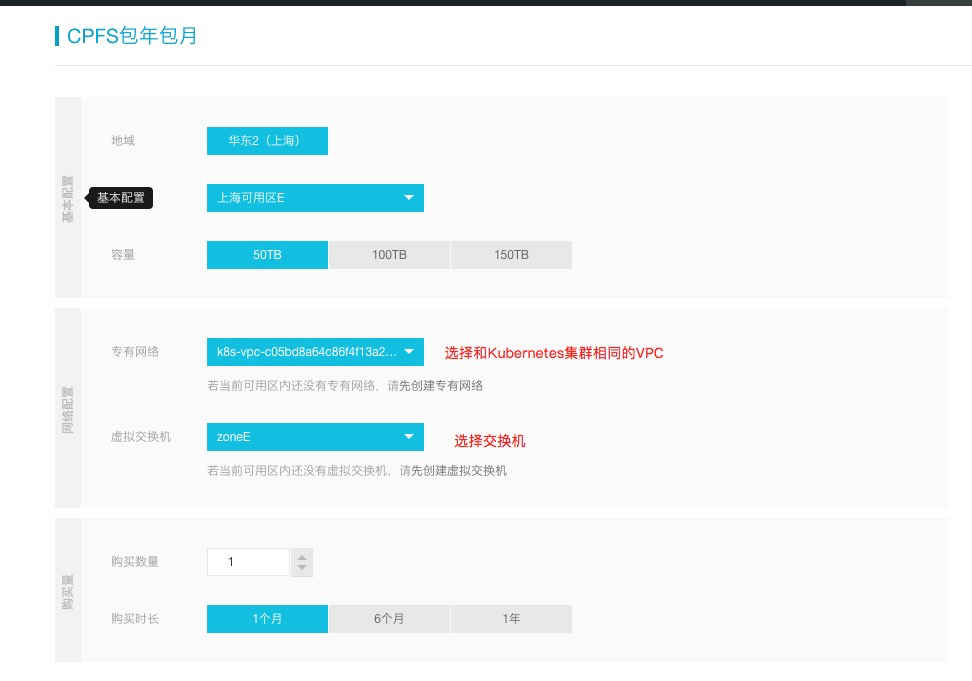 CPFS包年包月
基本配置
地域
华东2（上海）
基本配置
上海可用区E
容量
50TB 100TB 150TB
网络配置
专有网络
k8s-vpc-c05bd8a64c86f4f13a2...
选择和Kubernetes集群相同的VPC
若当前可用区内还没有专有网络，请先创建专有网络
虚拟交换机
zoneE
选择交换机
若当前可用区内还没有虚拟交换机，请先创建虚拟交换机
购买量
购买数量
1
购买时长
1个月 6个月 1年